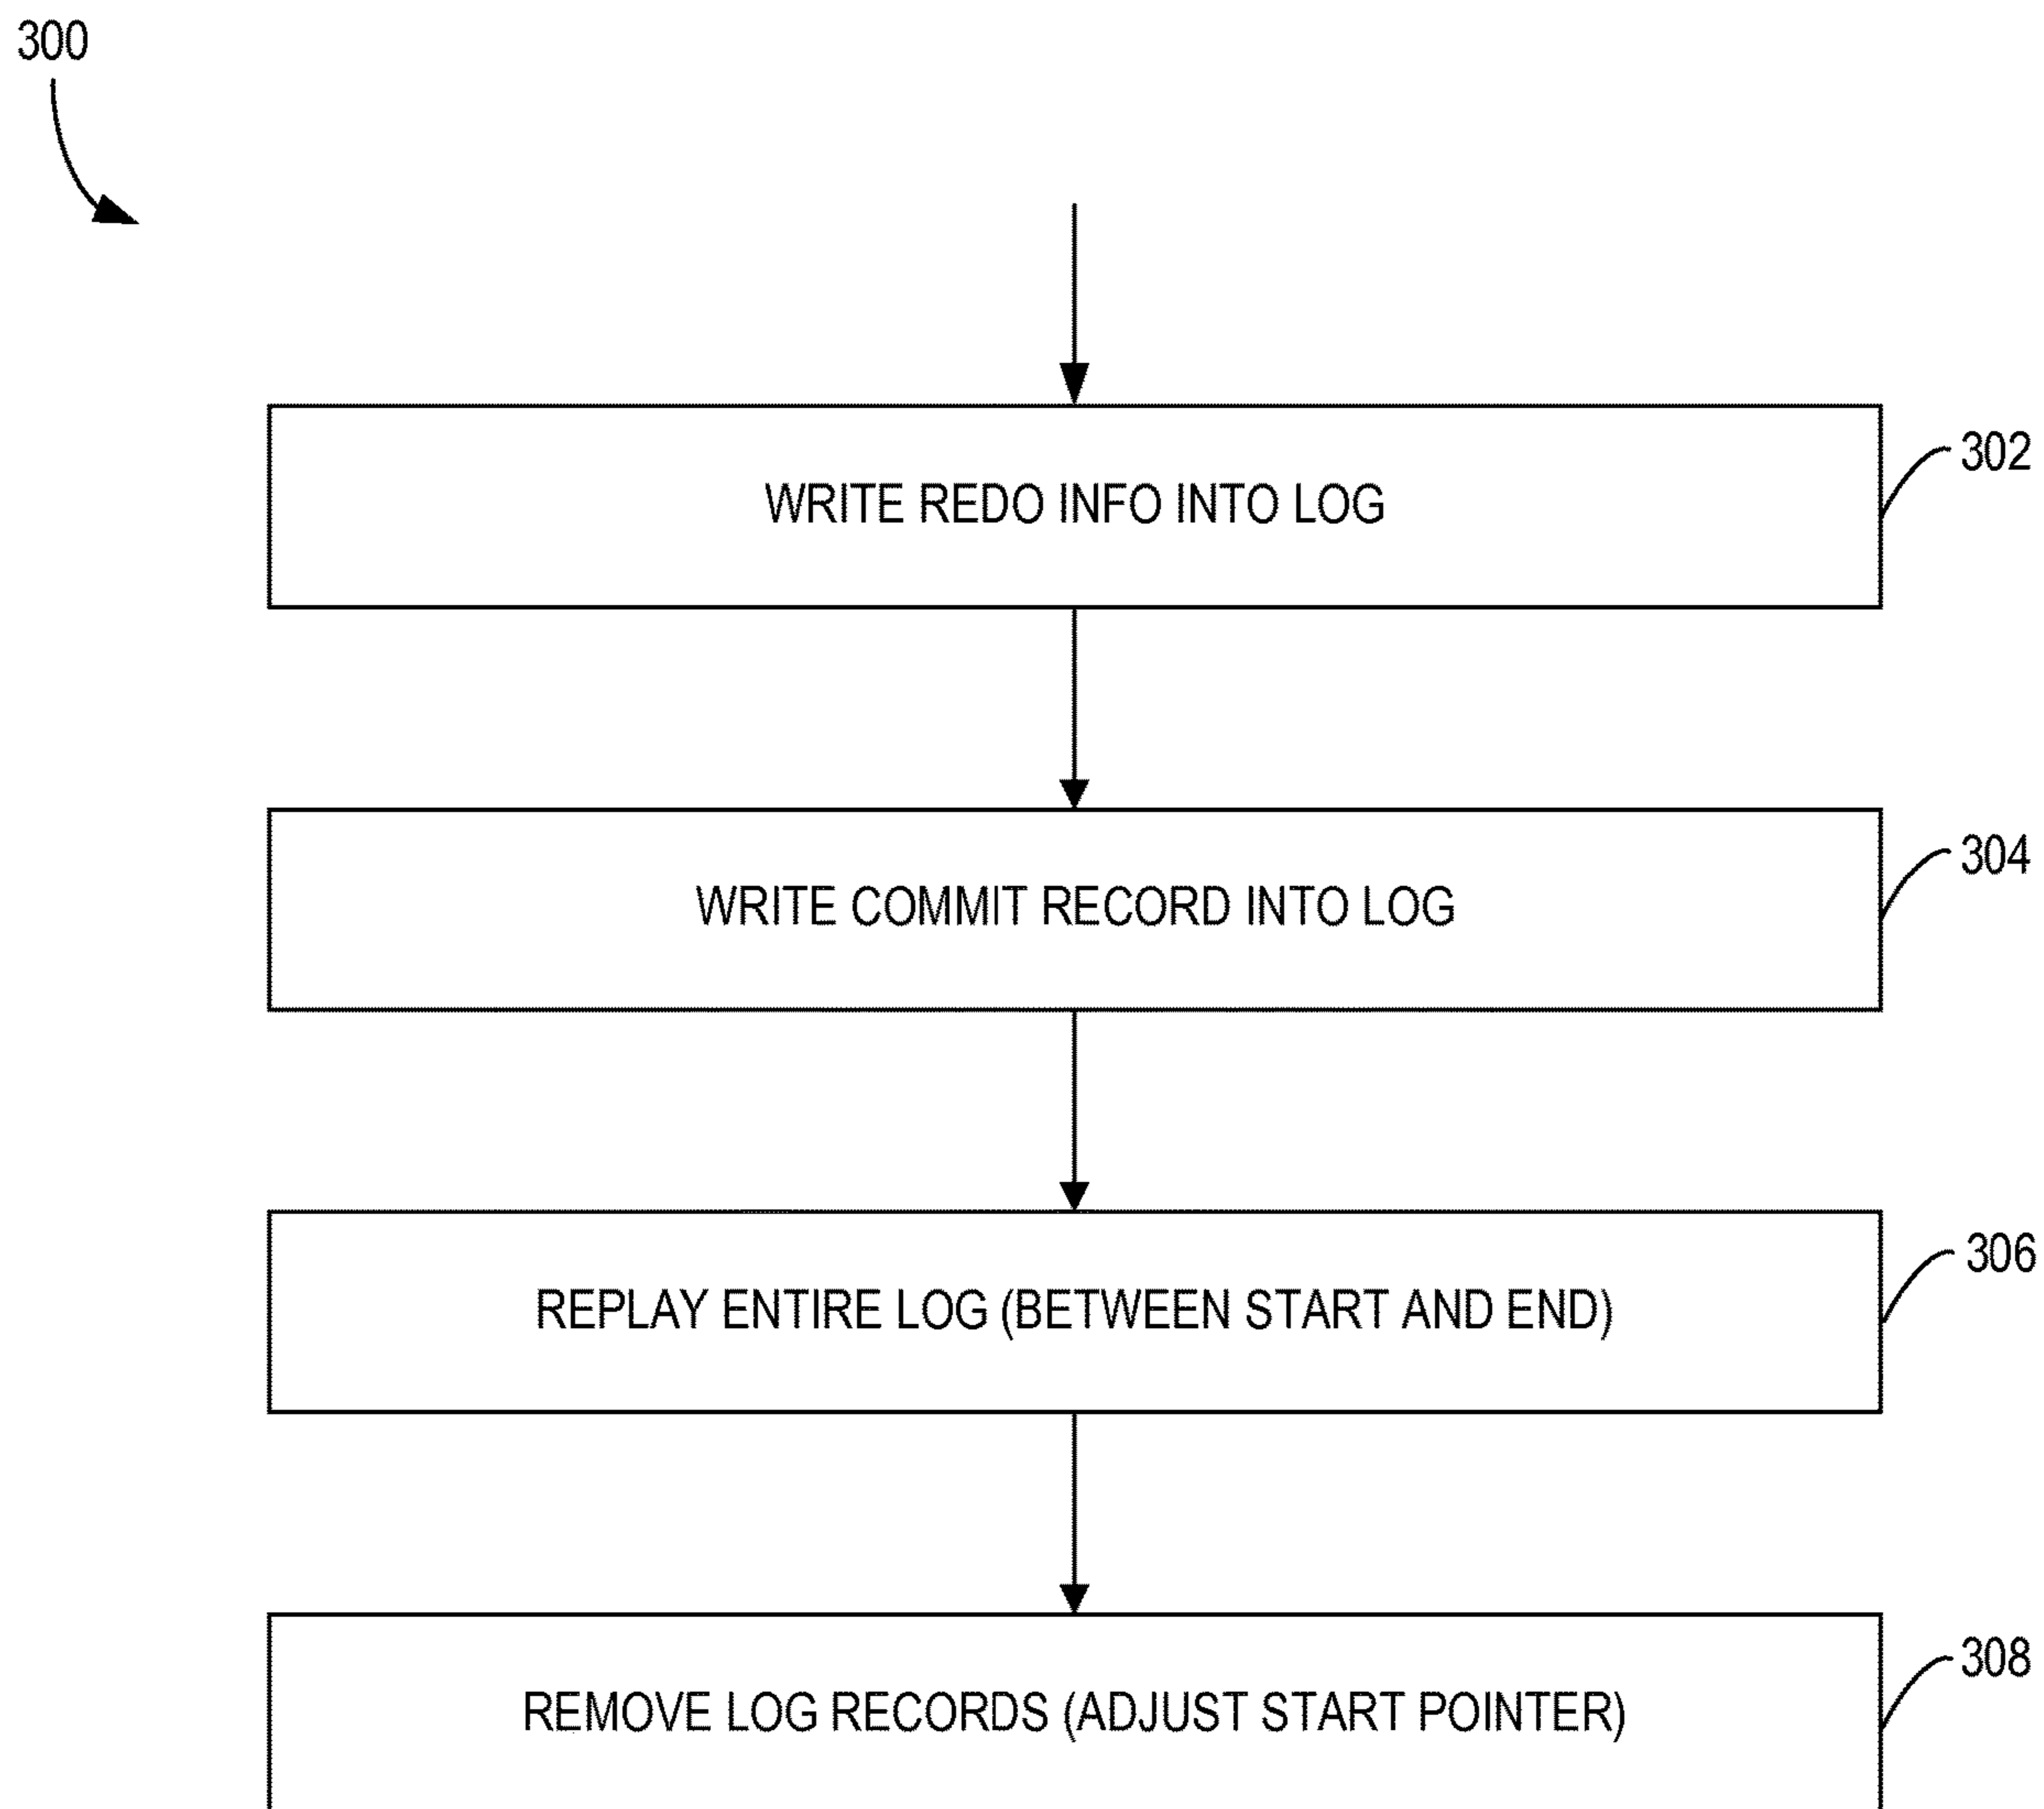 300
WRITE REDO INFO INTO LOG
302
WRITE COMMIT RECORD INTO LOG
304
REPLAY ENTIRE LOG (BETWEEN START AND END)
306
REMOVE LOG RECORDS (ADJUST START POINTER)
308